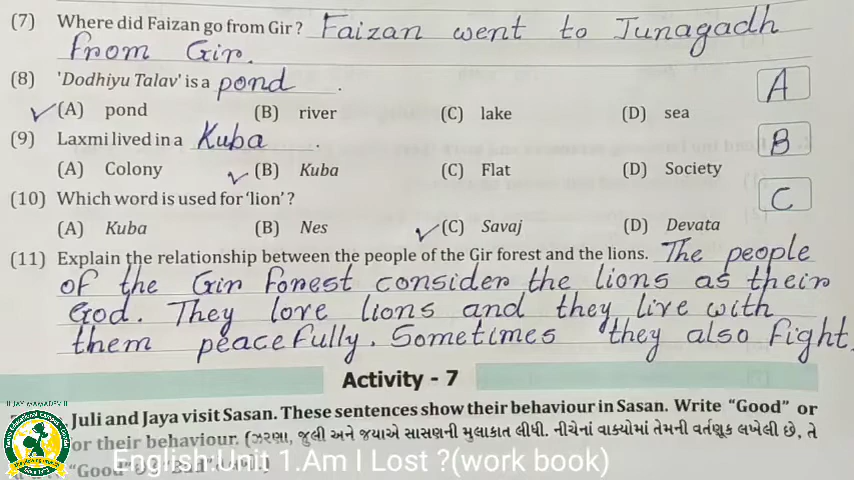 (7) Where did Faizan go from Gir? Faizan went to Junagadh
from Gir.
(8) 'Dodhiyu Talav' is a pond.
(A) pond (B) river (C) lake (D) sea A
(9) Laxmi lived in a Kuba.
(A) Colony (B) Kuba (C) Flat (D) Society B
(10) Which word is used for 'lion'?
(A) Kuba (B) Nes (C) Savaj (D) Devata C
(11) Explain the relationship between the people of the Gir forest and the lions. The people
of the Gir Forest consider the lions as their
God. They love lions and they live with
them peacefully. Sometimes they also fight.
Activity - 7
Juli and Jaya visit Sasan. These sentences show their behaviour in Sasan. Write "Good" or
or their behaviour. (ઝરણા, જુલી અને જયાએ સાસણની મુલાકાત લીધી. નીચેનાં વાક્યોમાં તેમની વર્તણૂક લખેલી છે, તે
"Good"
English:Unit 1.Am I Lost ?(work book)